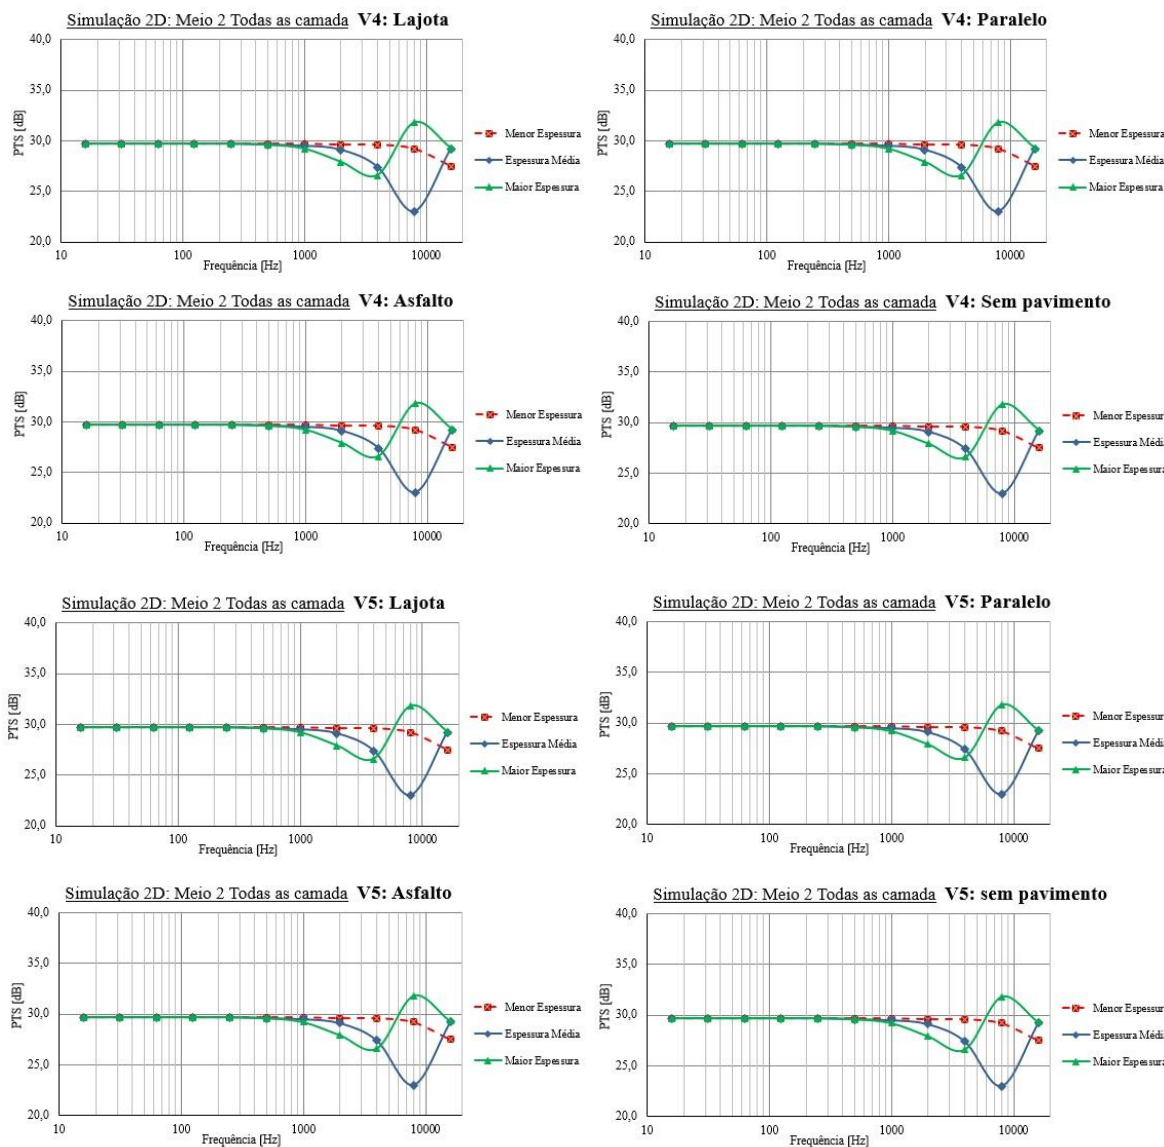 Simulação 2D: Meio 2 Todas as camada V4: Lajota
40,0
35,0
30,0
25,0
20,0
PTS [dB]
10 100 1000 10000
Frequência [Hz]
Menor Espessura
Espessura Média
Maior Espessura
Simulação 2D: Meio 2 Todas as camada V4: Paralelo
40,0
35,0
30,0
25,0
20,0
PTS [dB]
10 100 1000 10000
Frequência [Hz]
Menor Espessura
Espessura Média
Maior Espessura
Simulação 2D: Meio 2 Todas as camada V4: Asfalto
40,0
35,0
30,0
25,0
20,0
PTS [dB]
10 100 1000 10000
Frequência [Hz]
Menor Espessura
Espessura Média
Maior Espessura
Simulação 2D: Meio 2 Todas as camada V4: Sem pavimento
40,0
35,0
30,0
25,0
20,0
PTS [dB]
10 100 1000 10000
Frequência [Hz]
Menor Espessura
Espessura Média
Maior Espessura
Simulação 2D: Meio 2 Todas as camada V5: Lajota
40,0
35,0
30,0
25,0
20,0
PTS [dB]
10 100 1000 10000
Frequência [Hz]
Menor Espessura
Espessura Média
Maior Espessura
Simulação 2D: Meio 2 Todas as camada V5: Paralelo
40,0
35,0
30,0
25,0
20,0
PTS [dB]
10 100 1000 10000
Frequência [Hz]
Menor Espessura
Espessura Média
Maior Espessura
Simulação 2D: Meio 2 Todas as camada V5: Asfalto
40,0
35,0
30,0
25,0
20,0
PTS [dB]
10 100 1000 10000
Frequência [Hz]
Menor Espessura
Espessura Média
Maior Espessura
Simulação 2D: Meio 2 Todas as camada V5: sem pavimento
40,0
35,0
30,0
25,0
20,0
PTS [dB]
10 100 1000 10000
Frequência [Hz]
Menor Espessura
Espessura Média
Maior Espessura